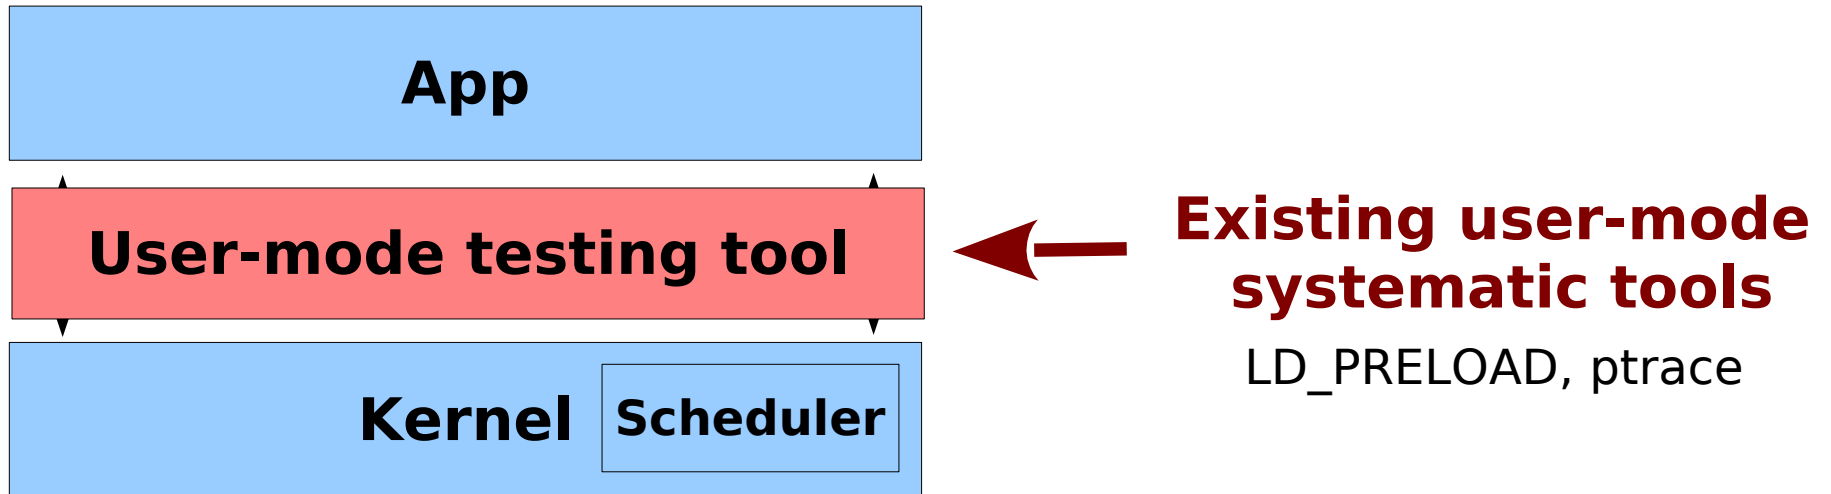 App
User-mode testing tool
Existing user-mode
systematic tools
LD_PRELOAD, ptrace
Kernel
Scheduler